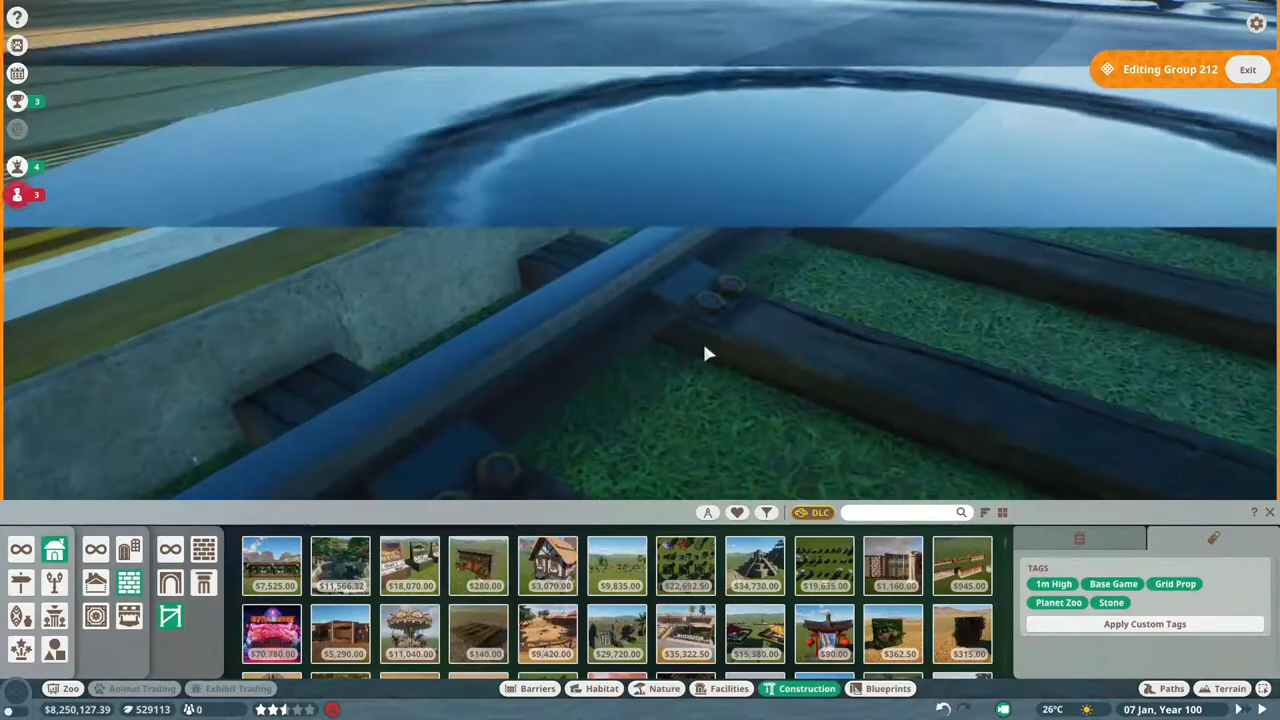 ?
Editing Group 212
Exit
3
4
3
DLC
?
$7,525.00
$11,566.32
$18,070.00
$280.00
$3,070.00
$9,835.00
$22,692.50
$34,730.00
$19,635.00
$1,160.00
$945.00
$70,780.00
$5,290.00
$11,040.00
$140.00
$9,420.00
$29,720.00
$35,322.50
$15,380.00
$90.00
$362.50
$315.00
TAGS
1m High
Base Game
Grid Prop
Planet Zoo
Stone
Apply Custom Tags
Zoo
Animal Trading
Exhibit Trading
Barriers
Habitat
Nature
Facilities
Construction
Blueprints
Paths
Terrain
$8,250,127.39
529113
0
26°C
07 Jan, Year 100